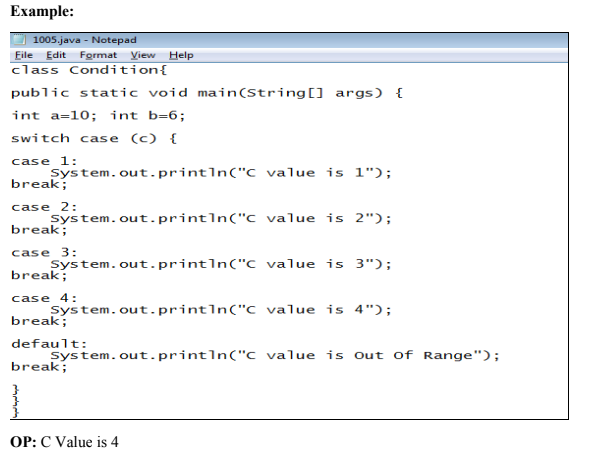 Example:
1005.java - Notepad
File Edit Format View Help
class Condition{
public static void main(String[] args) {
int a=10; int b=6;
switch case (c) {
case 1:
System.out.println("C value is 1");
break;
case 2:
System.out.println("C value is 2");
break;
case 3:
System.out.println("C value is 3");
break;
case 4:
System.out.println("C value is 4");
break;
default:
System.out.println("C value is Out Of Range");
break;
}
}
}
OP: C Value is 4